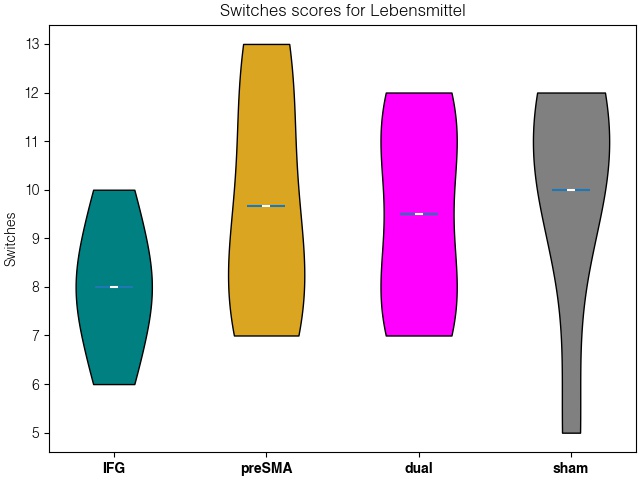 Switches scores for Lebensmittel
13
12
11
10
9
8
7
6
5
Switches
IFG
preSMA
dual
sham